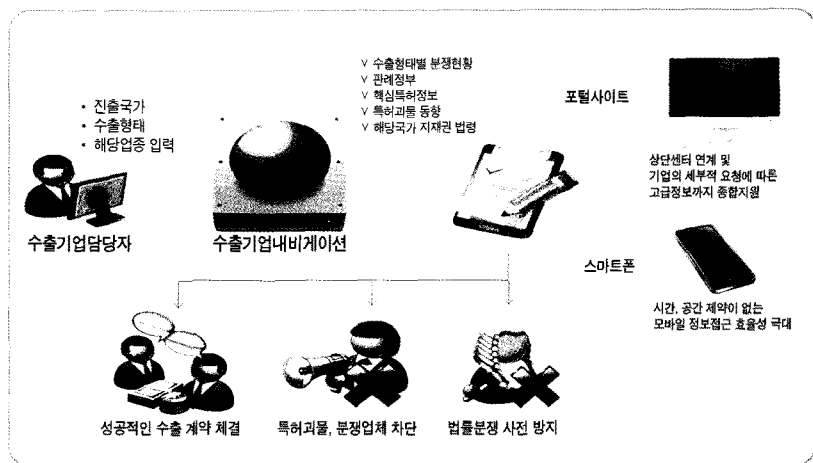 • 진출국가
• 수출형태
• 해당업종 입력
수출기업담당자
수출기업내비게이션
∨ 수출형태별 분쟁현황
∨ 관례정부
∨ 핵심특허정보
∨ 특허괴물 동향
∨ 해당국가 지재권 법령
포털사이트
상단센터 연계 및
기업의 세부적 요청에 따른
고급정보까지 종합지원
스마트폰
시간, 공간 제약이 없는
모바일 정보접근 효율성 극대
성공적인 수출 계약 체결
특허괴물, 분쟁업체 차단
법률분쟁 사전 방지